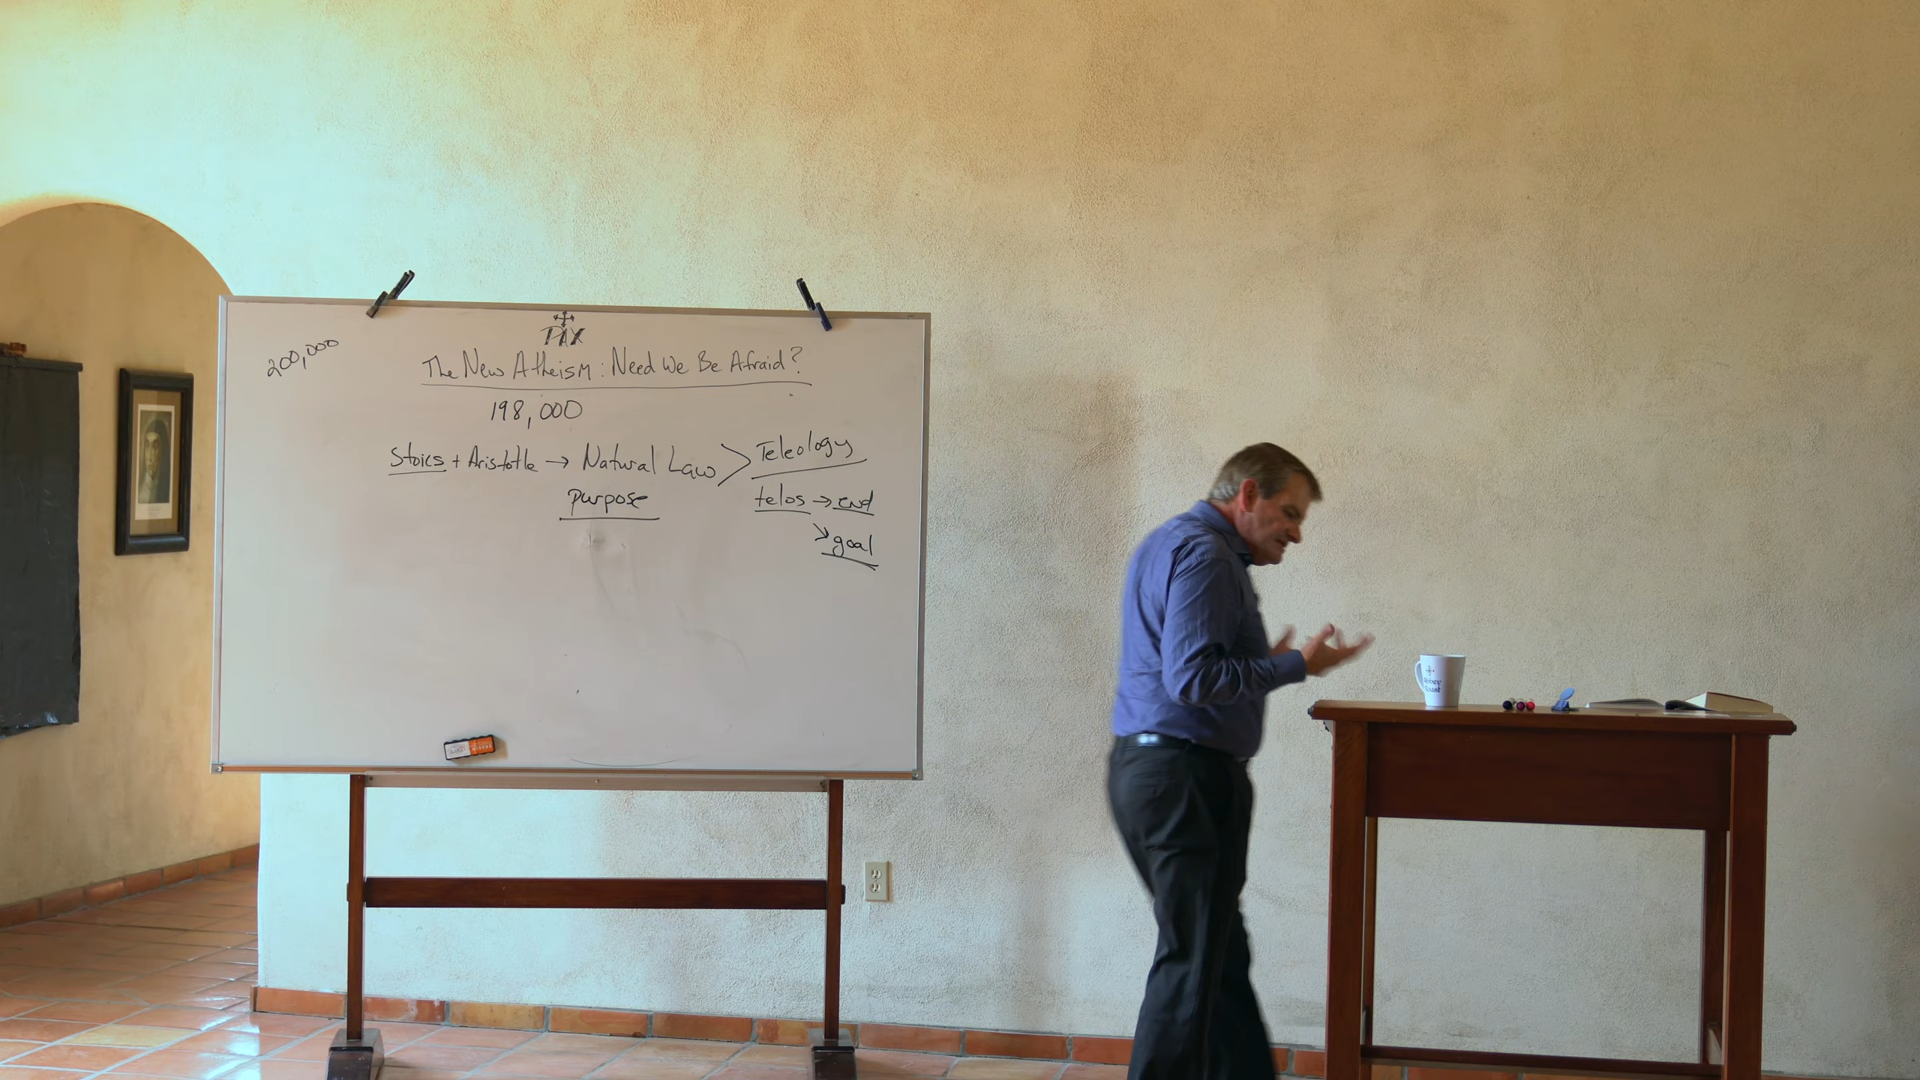 PAX
200,000
The New Atheism: Need We Be Afraid?
198,000
Stoics + Aristotle → Natural Law > Teleology
purpose
telos → end
↘ goal